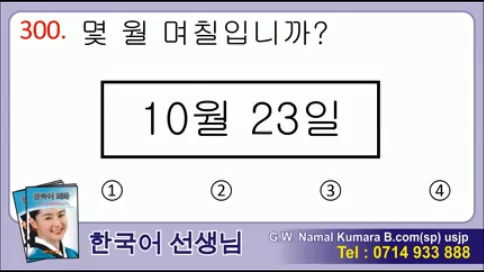 300. 몇 월 며칠입니까?
10월 23일
① ② ③ ④
한국어 선생님
G.W. Namal Kumara B.com(sp) usjp
Tel : 0714 933 888